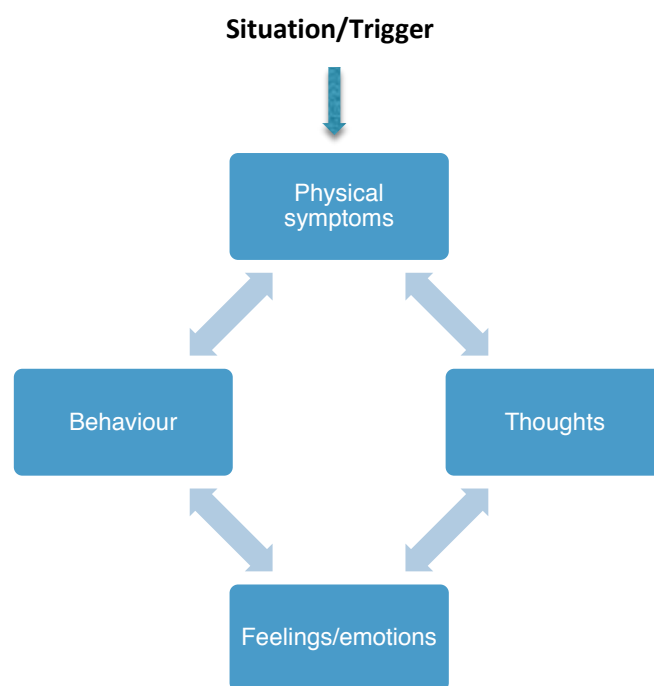 Situation/Trigger
Physical
symptoms
Behaviour
Thoughts
Feelings/emotions